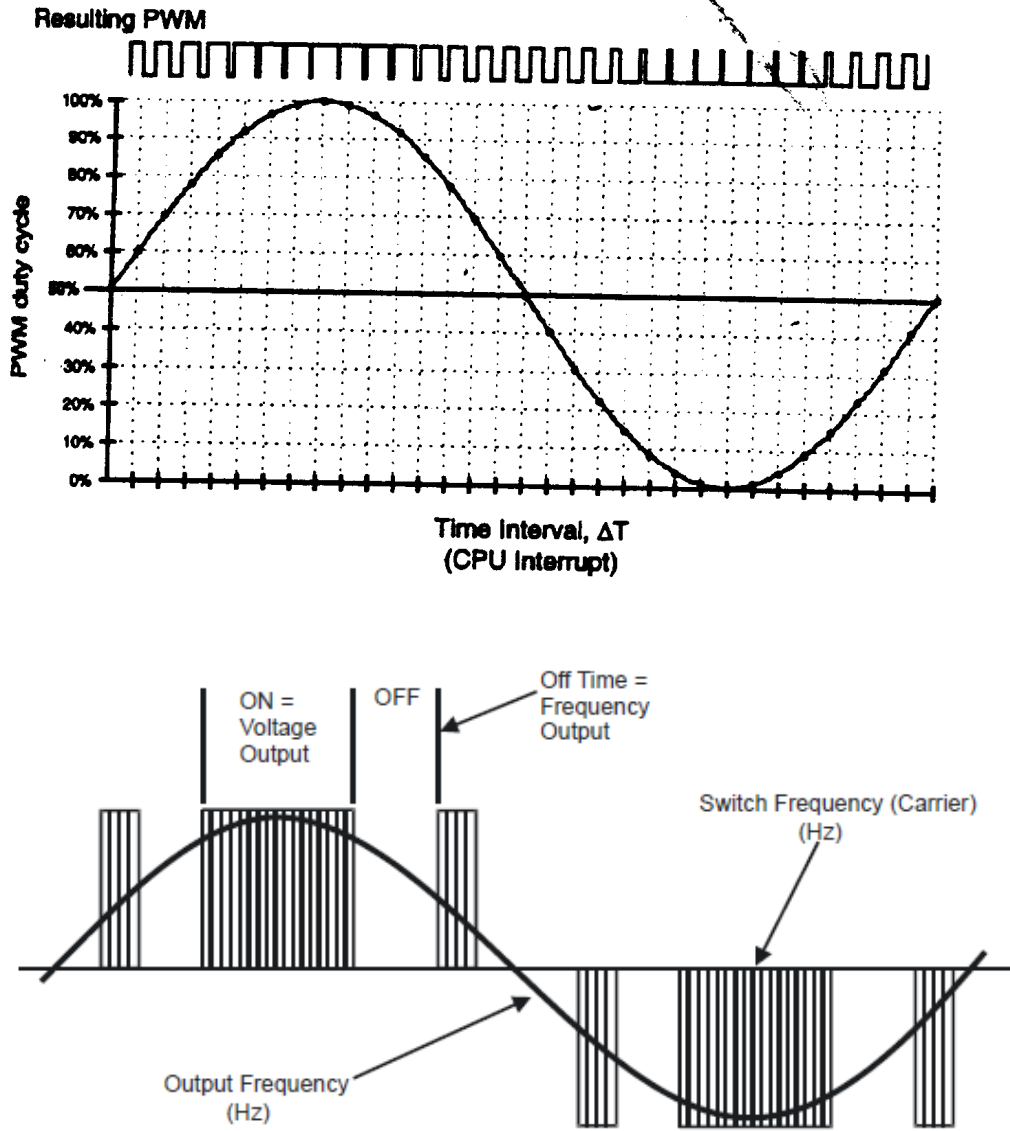 Resulting PWM
100%
90%
80%
70%
60%
50%
40%
30%
20%
10%
0%
PWM duty cycle
Time Interval, ΔT
(CPU Interrupt)
ON =
Voltage
Output
OFF
Off Time =
Frequency
Output
Switch Frequency (Carrier)
(Hz)
Output Frequency
(Hz)